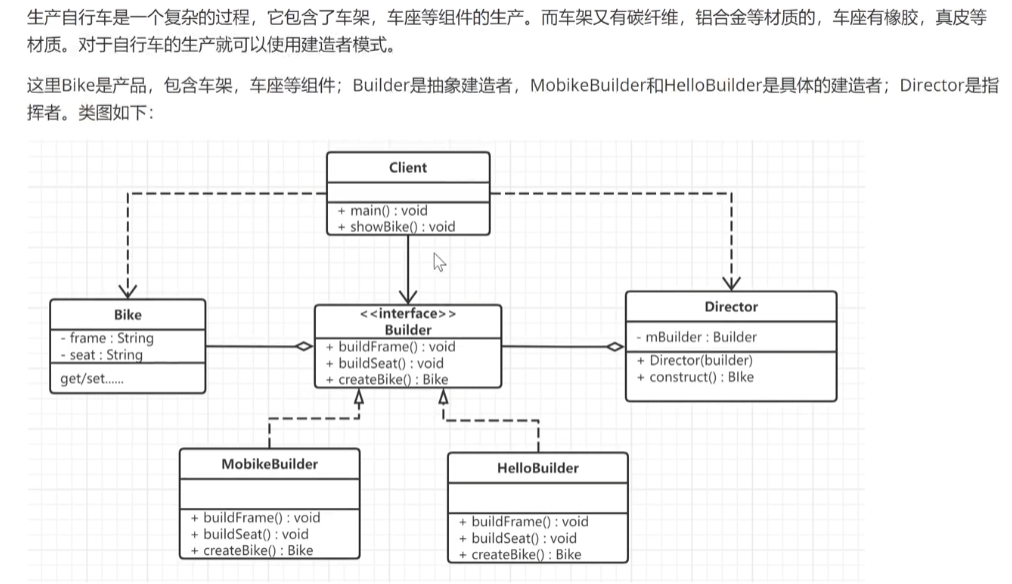 生产自行车是一个复杂的过程，它包含了车架，车座等组件的生产。而车架又有碳纤维，铝合金等材质的，车座有橡胶，真皮等
材质。对于自行车的生产就可以使用建造者模式。
这里Bike是产品，包含车架，车座等组件；Builder是抽象建造者，MobikeBuilder和HelloBuilder是具体的建造者；Director是指
挥者。类图如下：
Client
+ main() : void
+ showBike() : void
Bike
- frame : String
- seat : String
get/set......
<<interface>>
Builder
+ buildFrame() : void
+ buildSeat() : void
+ createBike() : Bike
Director
- mBuilder : Builder
+ Director(builder)
+ construct() : BIke
MobikeBuilder
+ buildFrame() : void
+ buildSeat() : void
+ createBike() : Bike
HelloBuilder
+ buildFrame() : void
+ buildSeat() : void
+ createBike() : Bike